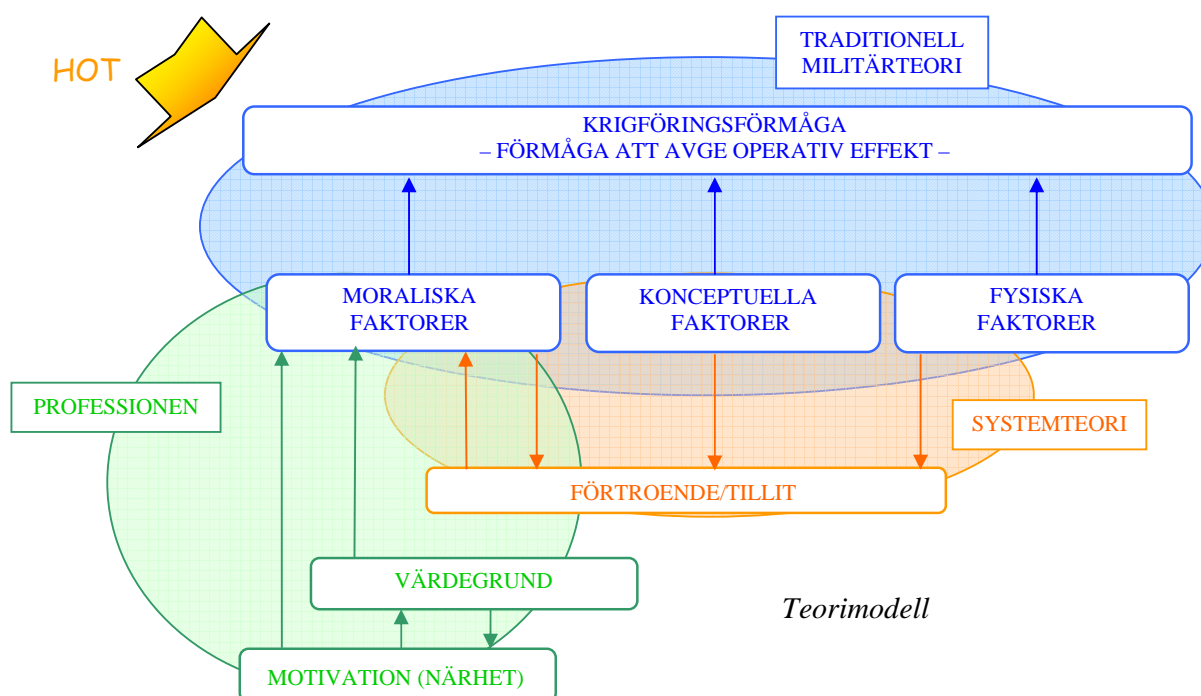 HOT
TRADITIONELL
MILITÄRTEORI
KRIGFÖRINGSFÖRMÅGA
– FÖRMÅGA ATT AVGE OPERATIV EFFEKT –
MORALISKA
FAKTORER
KONCEPTUELLA
FAKTORER
FYSISKA
FAKTORER
PROFESSIONEN
SYSTEMTEORI
FÖRTROENDE/TILLIT
VÄRDEGRUND
Teorimodell
MOTIVATION (NÄRHET)